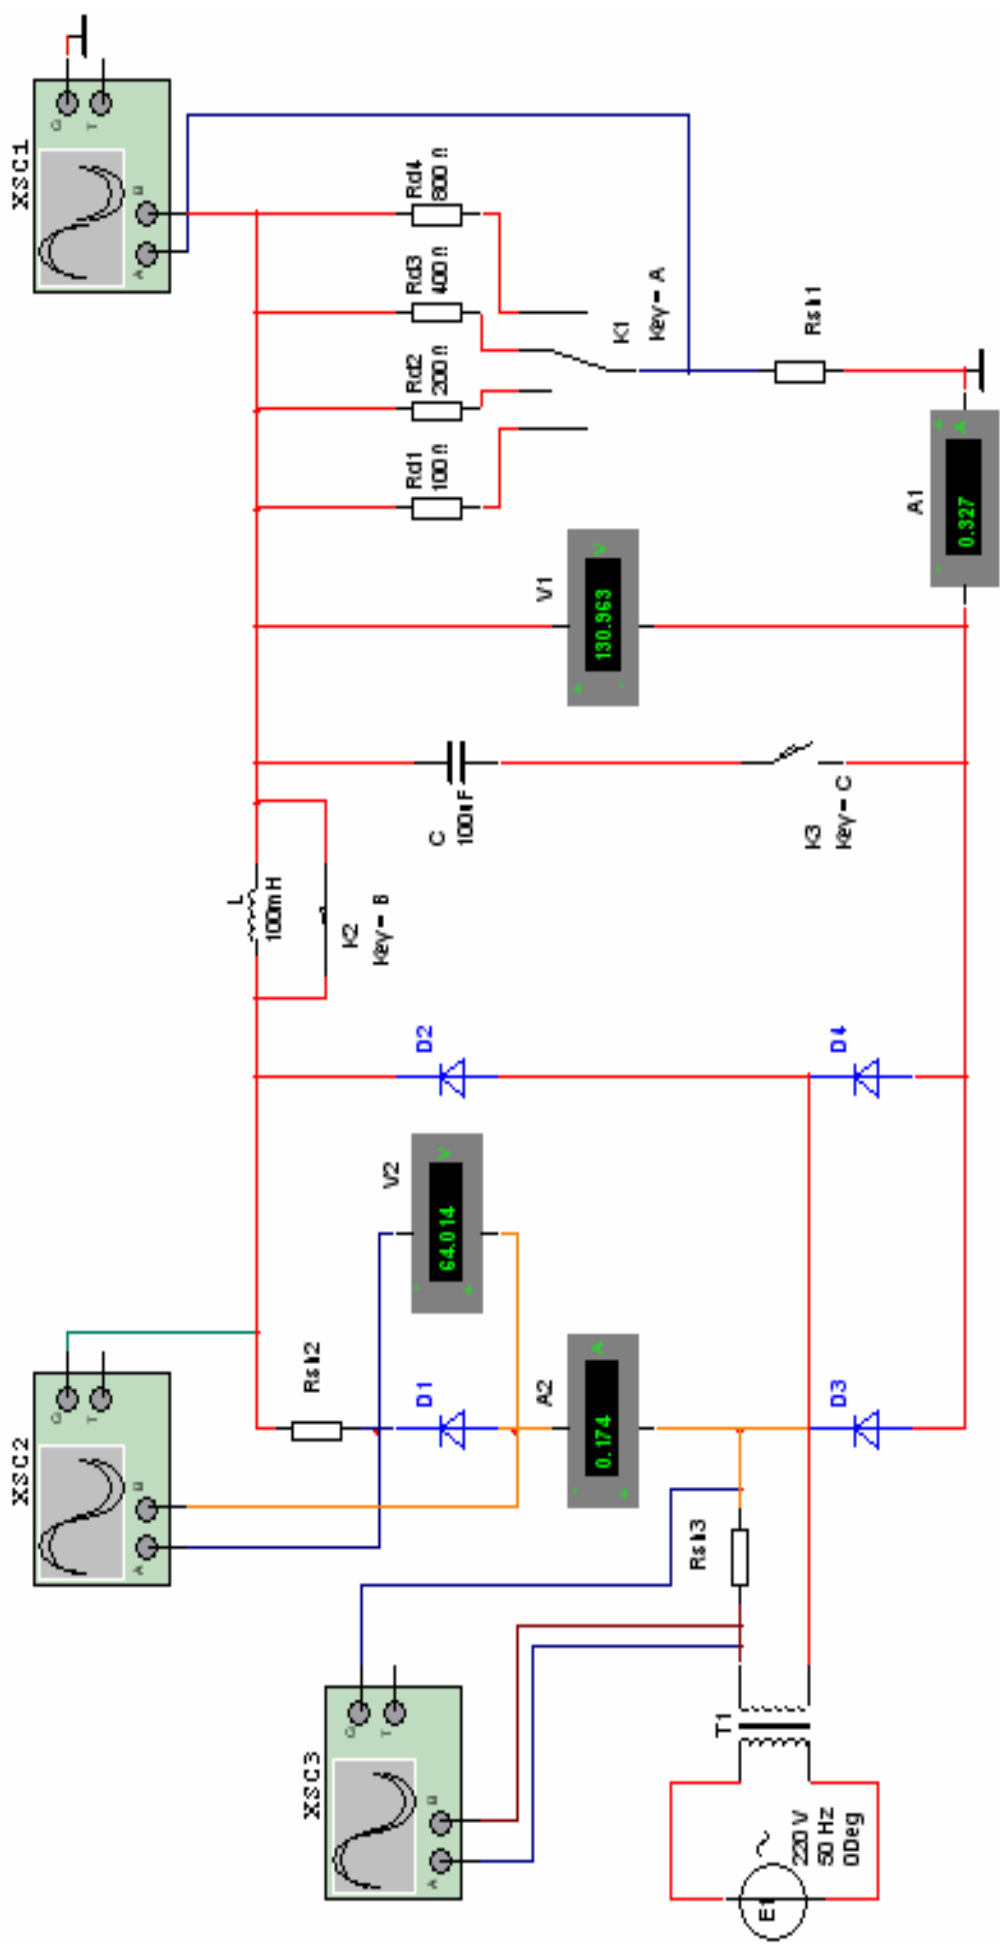 XSC3
G
T
A
B
XSC2
G
T
A
B
XSC1
G
T
A
B
E1
220 V
50 Hz
0Deg
T1
Rsh3
Rsh2
D1
A2
0.174
V2
64.014
D3
D2
D4
L
100mH
K2
Key = B
C
K3
Key = C
V1
130.963
A1
0.327
Rd1
100 Ω
Rd2
200 Ω
Rd3
400 Ω
Rd4
800 Ω
K1
Key = A
Rsh1